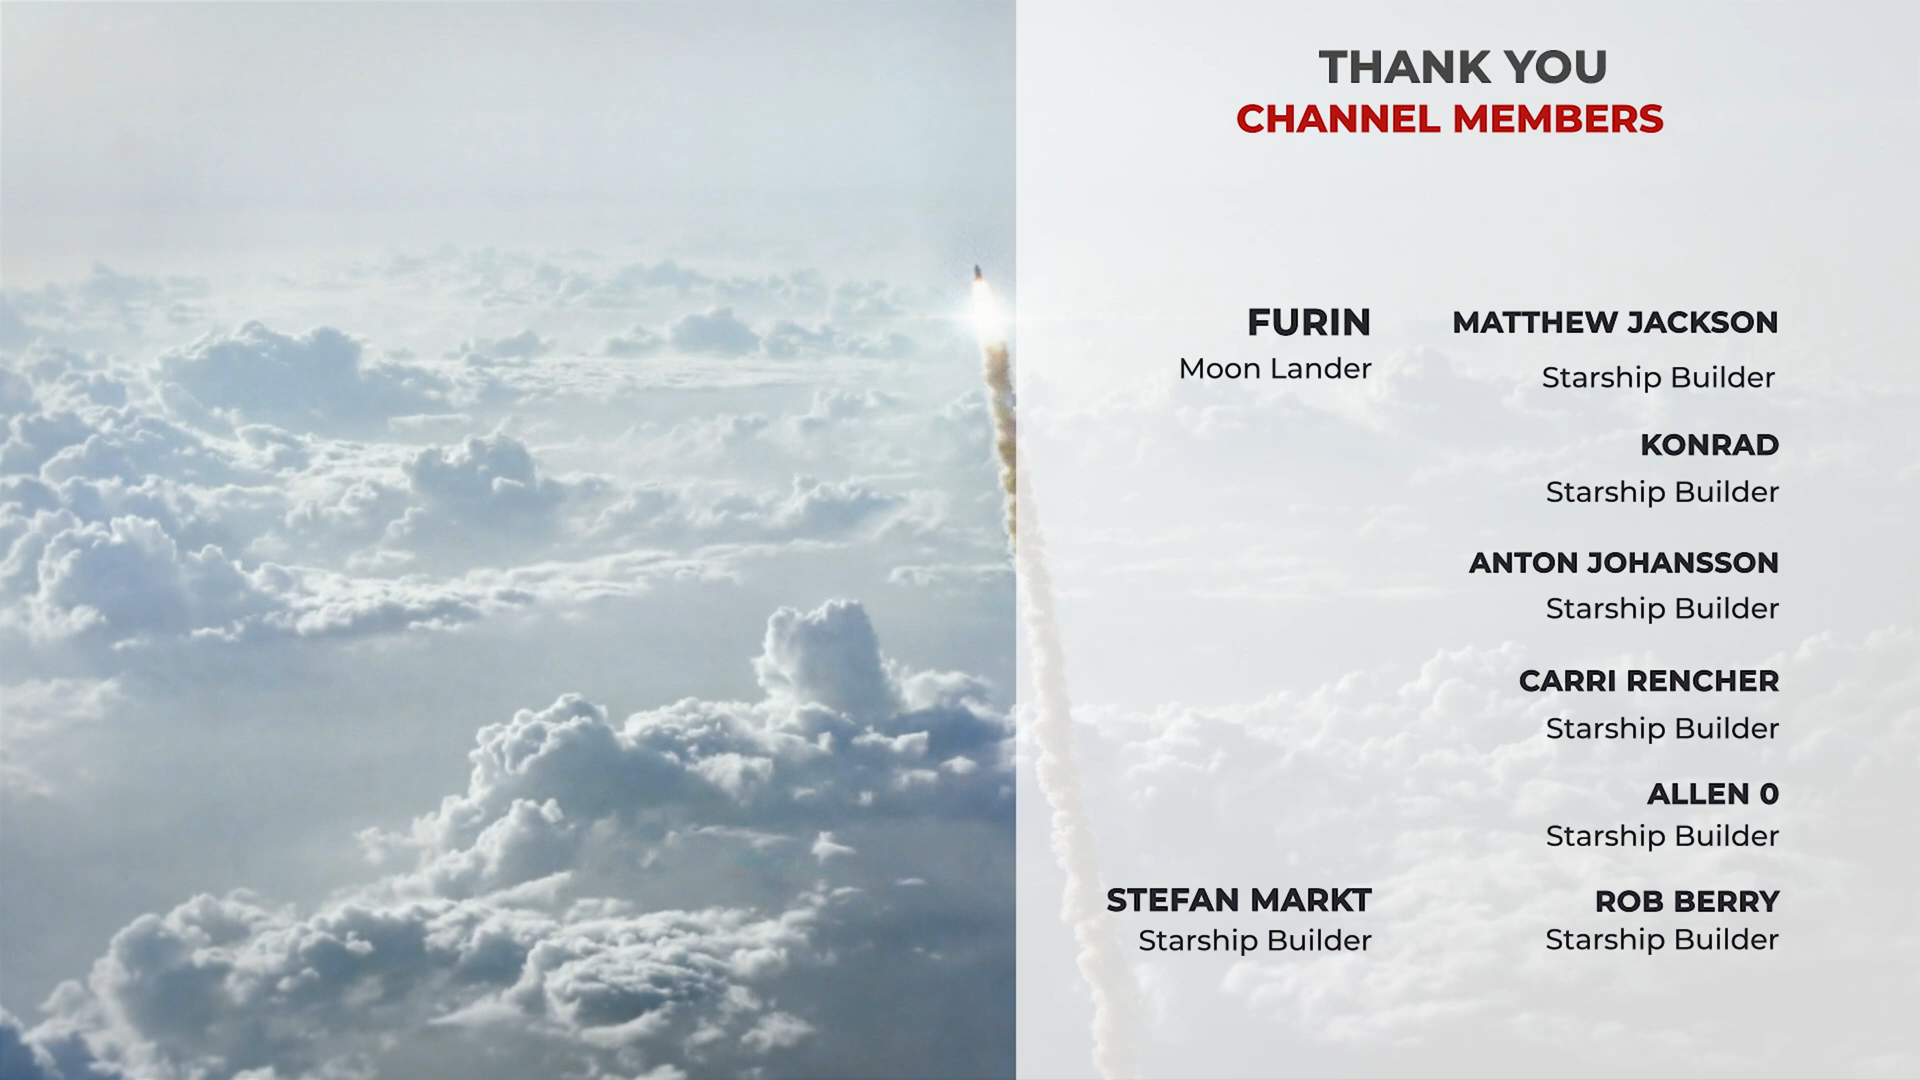 THANK YOU
CHANNEL MEMBERS
FURIN
Moon Lander
MATTHEW JACKSON
Starship Builder
KONRAD
Starship Builder
ANTON JOHANSSON
Starship Builder
CARRI RENCHER
Starship Builder
ALLEN 0
Starship Builder
STEFAN MARKT
Starship Builder
ROB BERRY
Starship Builder